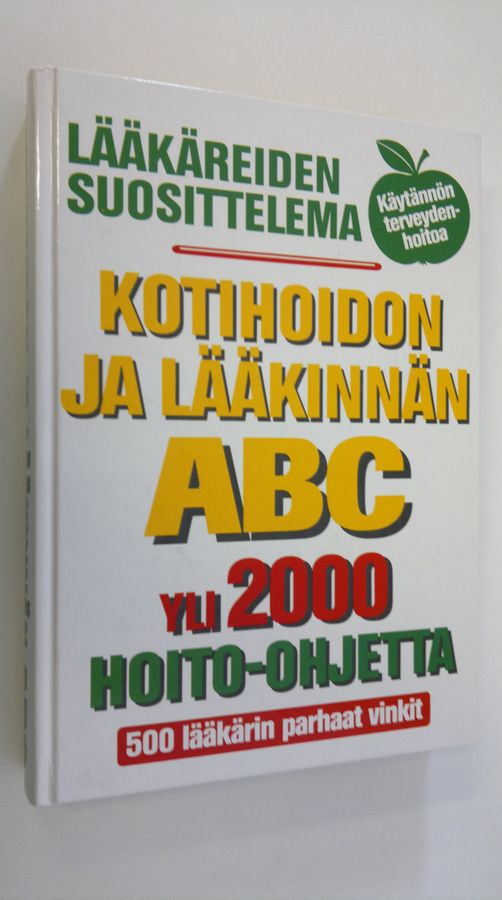 LÄÄKÄREIDEN
SUOSITTELEMA
Käytännön
terveyden-
hoitoa
KOTIHOIDON
JA LÄÄKINNÄN
ABC
YLI 2000
HOITO-OHJETTA
500 lääkärin parhaat vinkit